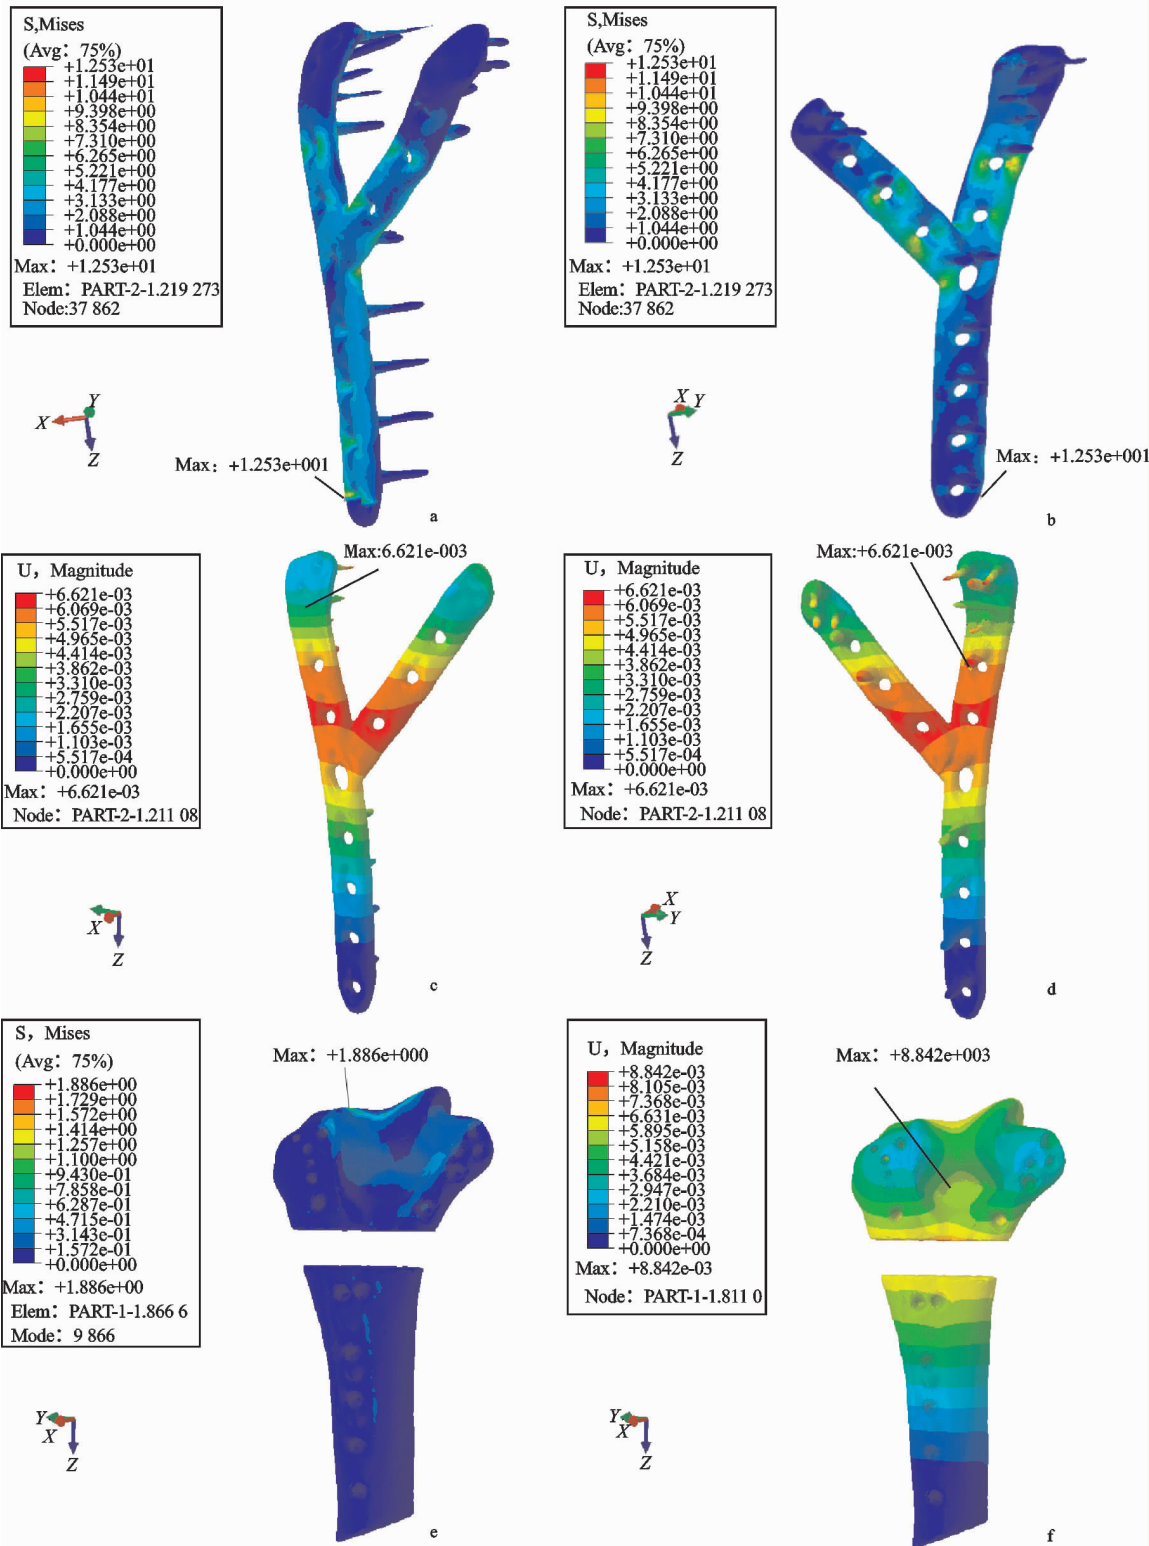 S,Mises
(Avg: 75%)
+1.253e+01
+1.149e+01
+1.044e+01
+9.398e+00
+8.354e+00
+7.310e+00
+6.265e+00
+5.221e+00
+4.177e+00
+3.133e+00
+2.088e+00
+1.044e+00
+0.000e+00
Max: +1.253e+01
Elem: PART-2-1.219 273
Node:37 862
X
Y
Z
Max: +1.253e+001
a
S,Mises
(Avg: 75%)
+1.253e+01
+1.149e+01
+1.044e+01
+9.398e+00
+8.354e+00
+7.310e+00
+6.265e+00
+5.221e+00
+4.177e+00
+3.133e+00
+2.088e+00
+1.044e+00
+0.000e+00
Max: +1.253e+01
Elem: PART-2-1.219 273
Node:37 862
X
Y
Z
Max: +1.253e+001
b
U, Magnitude
+6.621e-03
+6.069e-03
+5.517e-03
+4.965e-03
+4.414e-03
+3.862e-03
+3.310e-03
+2.759e-03
+2.207e-03
+1.655e-03
+1.103e-03
+5.517e-04
+0.000e+00
Max: +6.621e-03
Node: PART-2-1.211 08
Max:6.621e-003
X
Z
c
U, Magnitude
+6.621e-03
+6.069e-03
+5.517e-03
+4.965e-03
+4.414e-03
+3.862e-03
+3.310e-03
+2.759e-03
+2.207e-03
+1.655e-03
+1.103e-03
+5.517e-04
+0.000e+00
Max: +6.621e-03
Node: PART-2-1.211 08
Max:+6.621e-003
X
Y
Z
d
S, Mises
(Avg: 75%)
+1.886e+00
+1.729e+00
+1.572e+00
+1.414e+00
+1.257e+00
+1.100e+00
+9.430e-01
+7.858e-01
+6.287e-01
+4.715e-01
+3.143e-01
+1.572e-01
+0.000e+00
Max: +1.886e+00
Elem: PART-1-1.866 6
Mode: 9 866
Max: +1.886e+000
Y
X
Z
e
U, Magnitude
+8.842e-03
+8.105e-03
+7.368e-03
+6.631e-03
+5.895e-03
+5.158e-03
+4.421e-03
+3.684e-03
+2.947e-03
+2.210e-03
+1.474e-03
+7.368e-04
+0.000e+00
Max: +8.842e-03
Node: PART-1-1.811 0
Max: +8.842e+003
Y
X
Z
f